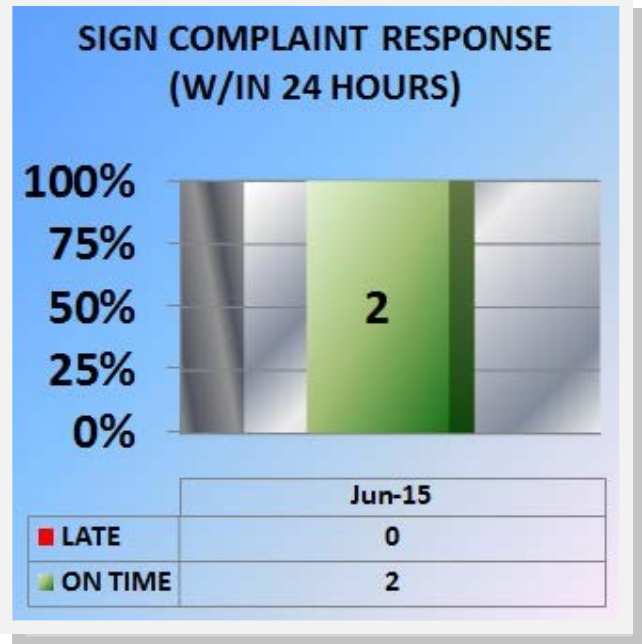 SIGN COMPLAINT RESPONSE
(W/IN 24 HOURS)
100%
75%
50%
25%
0%
2
Jun-15
LATE 0
ON TIME 2